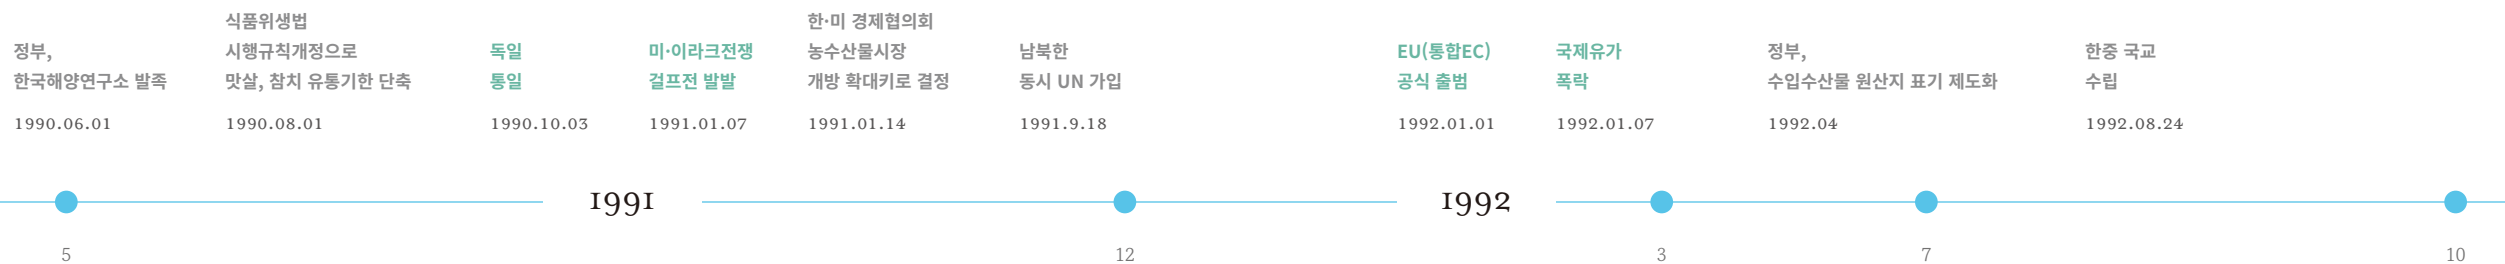 정부,
한국해양연구소 발족
1990.06.01
식품위생법
시행규칙개정으로
맛살, 참치 유통기한 단축
1990.08.01
독일
통일
1990.10.03
미·이라크전쟁
걸프전 발발
1991.01.07
한·미 경제협의회
농수산물시장
개방 확대키로 결정
1991.01.14
남북한
동시 UN 가입
1991.9.18
EU(통합EC)
공식 출범
1992.01.01
국제유가
폭락
1992.01.07
정부,
수입수산물 원산지 표기 제도화
1992.04
한중 국교
수립
1992.08.24
1991
1992
5
12
3
7
10